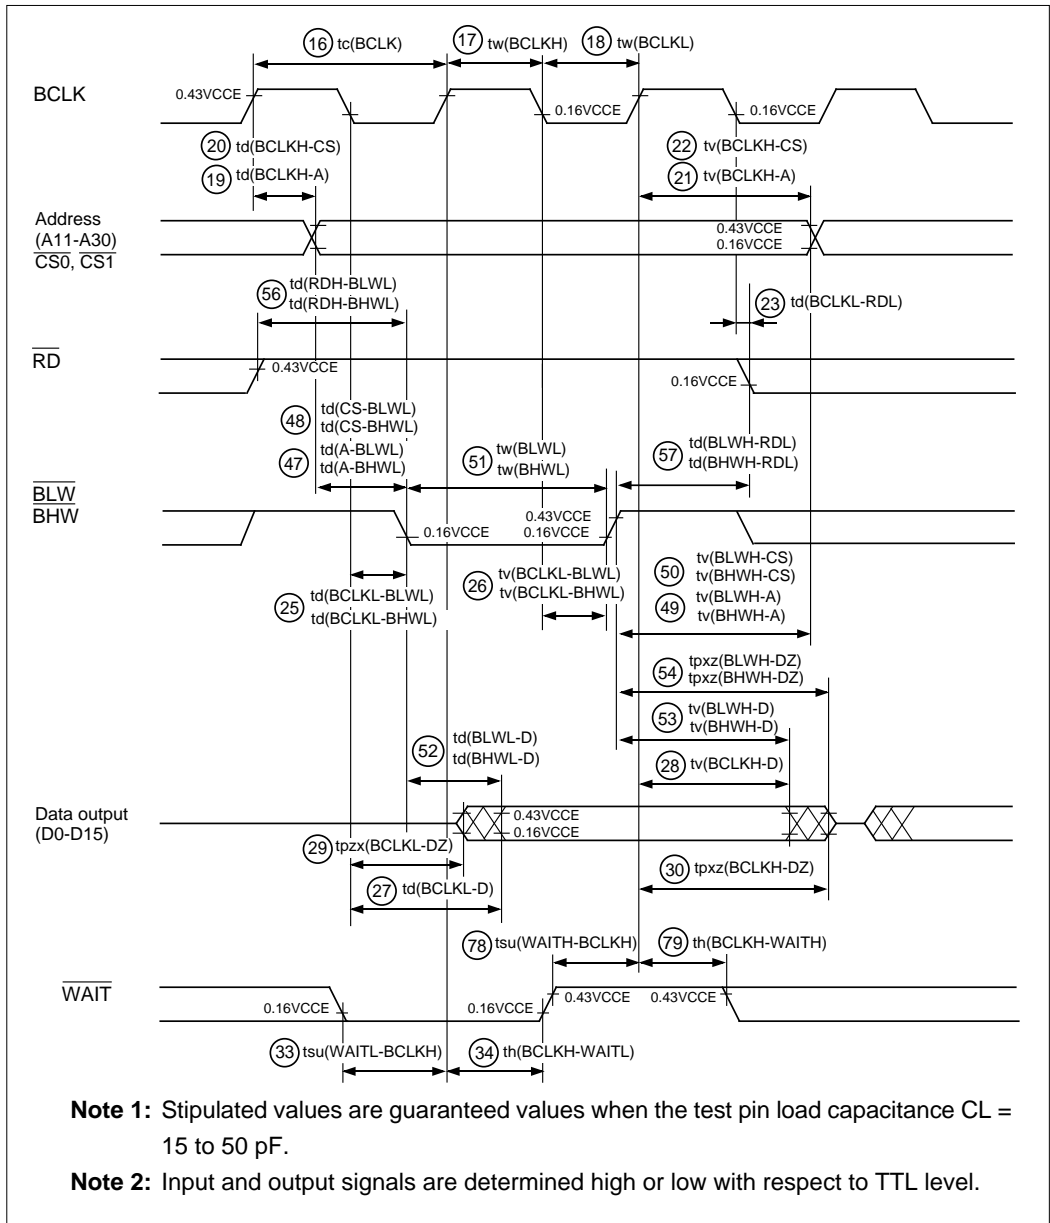 16 tc(BCLK)
17 tw(BCLKH)
18 tw(BCLKL)
BCLK
0.43VCCE
0.16VCCE
0.16VCCE
20 td(BCLKH-CS)
19 td(BCLKH-A)
22 tv(BCLKH-CS)
21 tv(BCLKH-A)
Address
(A11-A30)
CS0, CS1
0.43VCCE
0.16VCCE
56 td(RDH-BLWL)
td(RDH-BHWL)
23 td(BCLKL-RDL)
RD
0.43VCCE
0.16VCCE
48 td(CS-BLWL)
td(CS-BHWL)
47 td(A-BLWL)
td(A-BHWL)
51 tw(BLWL)
tw(BHWL)
57 td(BLWH-RDL)
td(BHWH-RDL)
BLW
BHW
0.16VCCE
0.43VCCE
0.16VCCE
25 td(BCLKL-BLWL)
td(BCLKL-BHWL)
26 tv(BCLKL-BLWL)
tv(BCLKL-BHWL)
50 tv(BLWH-CS)
tv(BHWH-CS)
49 tv(BLWH-A)
tv(BHWH-A)
54 tpxz(BLWH-DZ)
tpxz(BHWH-DZ)
53 tv(BLWH-D)
tv(BHWH-D)
52 td(BLWL-D)
td(BHWL-D)
28 tv(BCLKH-D)
Data output
(D0-D15)
0.43VCCE
0.16VCCE
29 tpzx(BCLKL-DZ)
27 td(BCLKL-D)
30 tpxz(BCLKH-DZ)
78 tsu(WAITH-BCLKH)
79 th(BCLKH-WAITH)
WAIT
0.16VCCE
0.16VCCE
0.43VCCE
0.43VCCE
33 tsu(WAITL-BCLKH)
34 th(BCLKH-WAITL)
Note 1: Stipulated values are guaranteed values when the test pin load capacitance CL =
15 to 50 pF.
Note 2: Input and output signals are determined high or low with respect to TTL level.